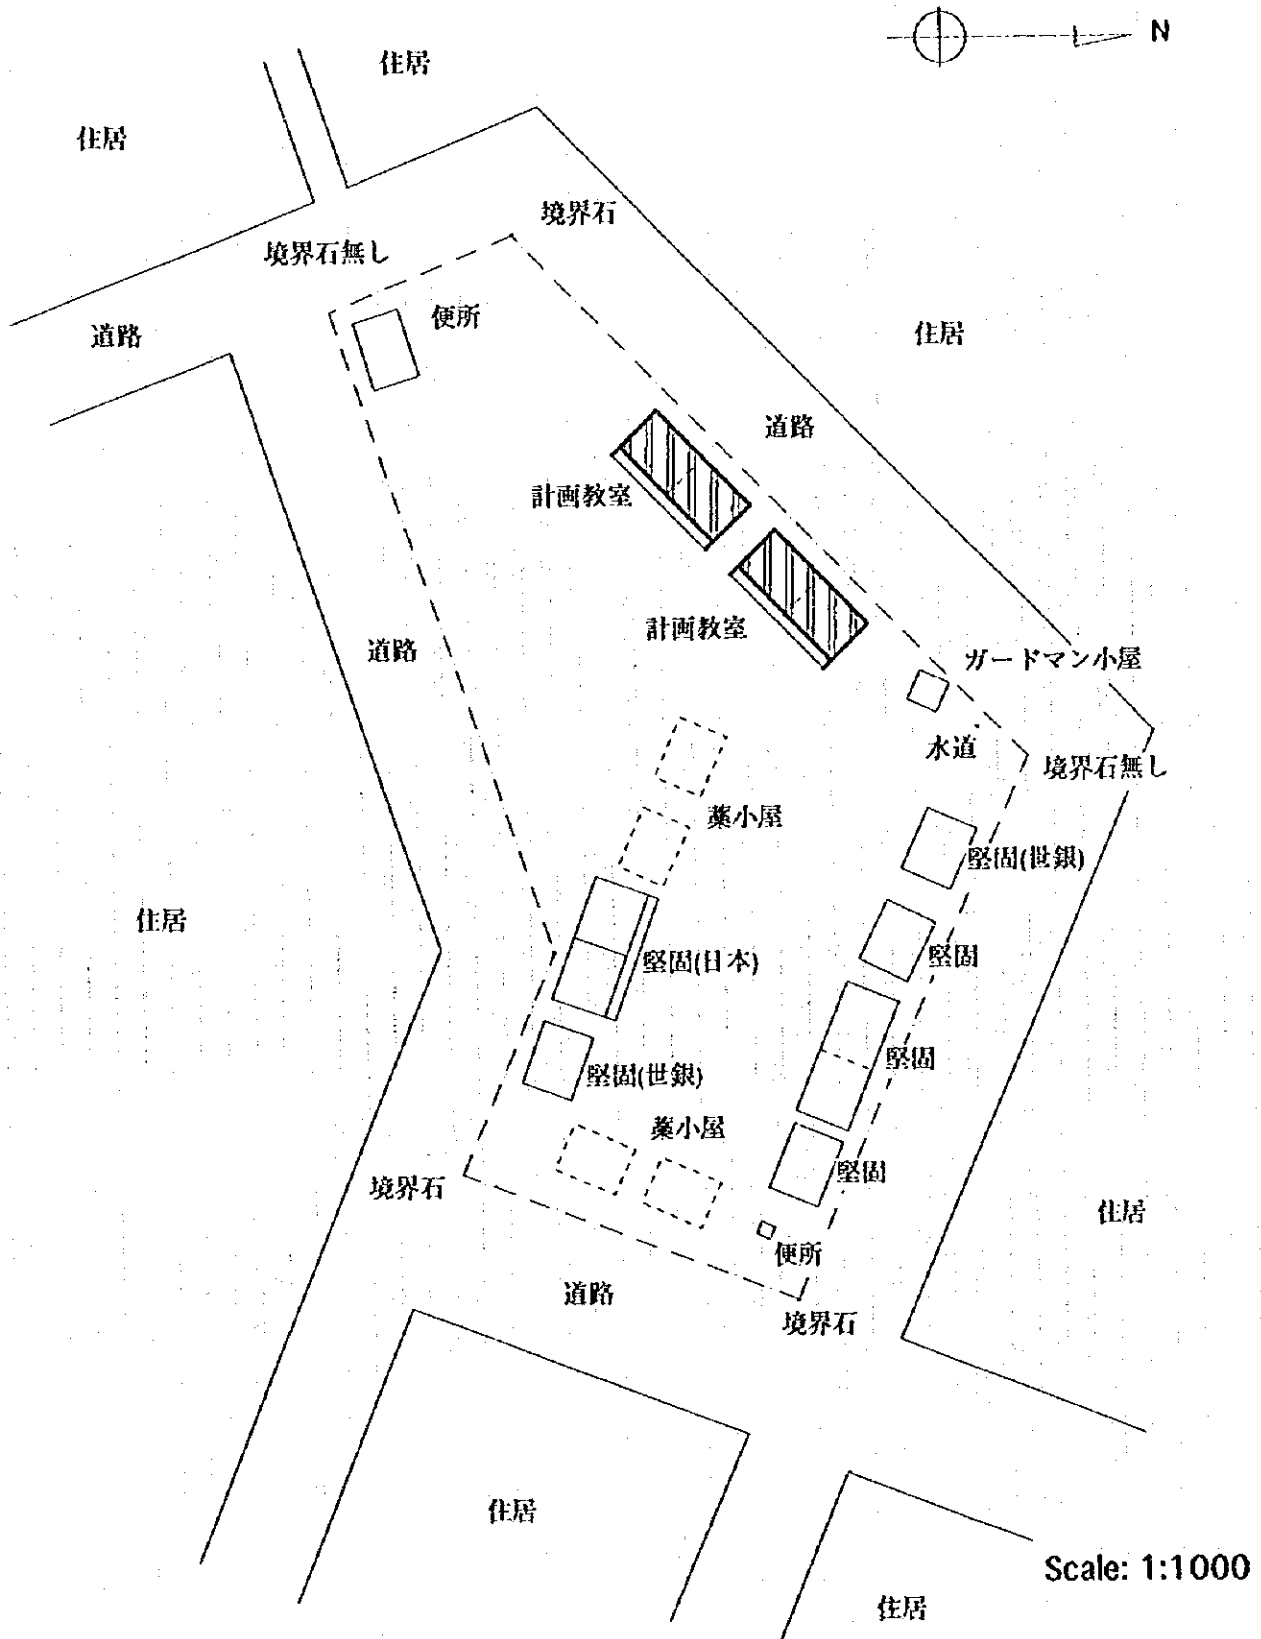 N
住居
住居
境界石
境界石無し
便所
住居
道路
道路
計画教室
計画教室
道路
ガードマン小屋
水道
境界石無し
藁小屋
堅固(世銀)
住居
堅固
堅固(日本)
堅固
堅固(世銀)
藁小屋
堅固
境界石
住居
便所
道路
境界石
住居
Scale: 1:1000
住居